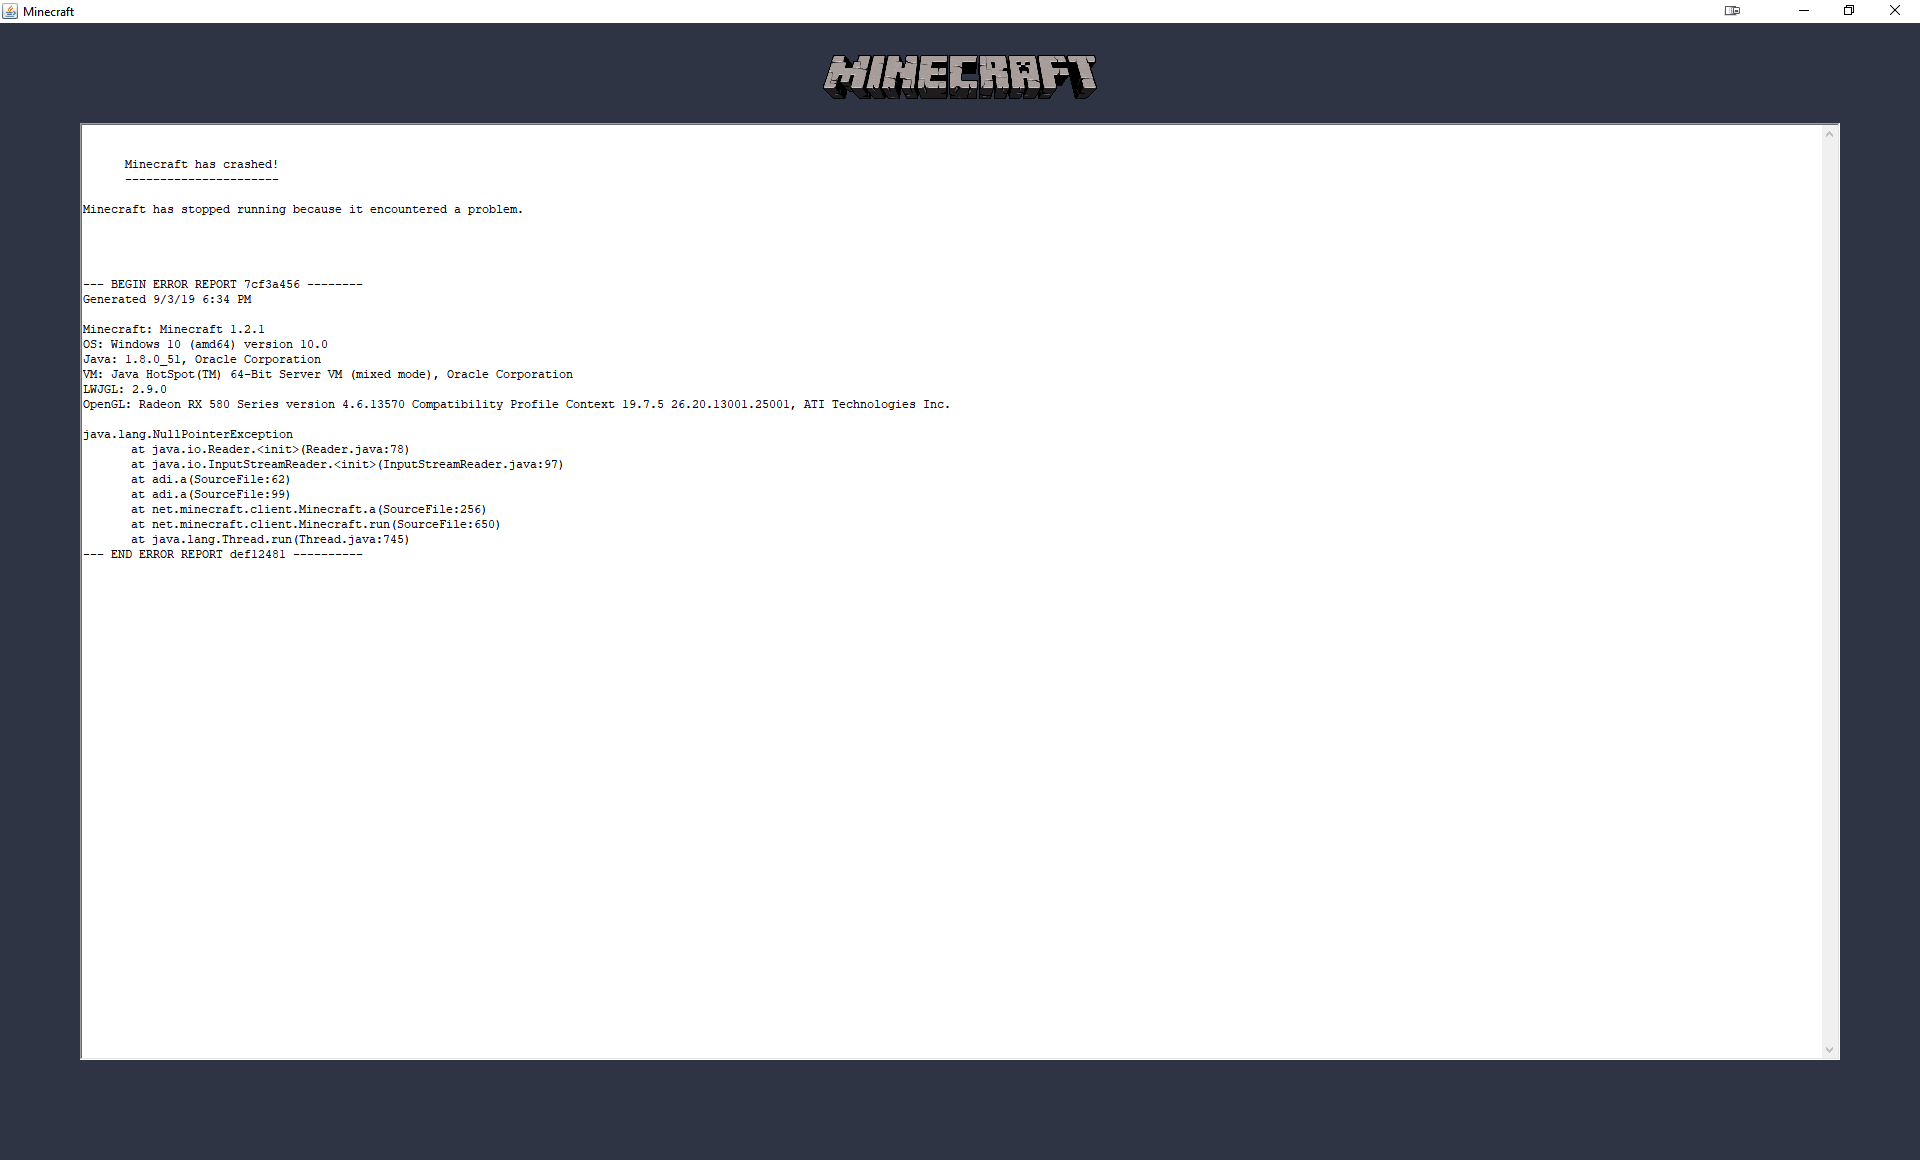 Minecraft
MINECRAFT
Minecraft has crashed!
----------------------
Minecraft has stopped running because it encountered a problem.
--- BEGIN ERROR REPORT 7cf3a456 --------
Generated 9/3/19 6:34 PM
Minecraft: Minecraft 1.2.1
OS: Windows 10 (amd64) version 10.0
Java: 1.8.0_51, Oracle Corporation
VM: Java HotSpot(TM) 64-Bit Server VM (mixed mode), Oracle Corporation
LWJGL: 2.9.0
OpenGL: Radeon RX 580 Series version 4.6.13570 Compatibility Profile Context 19.7.5 26.20.13001.25001, ATI Technologies Inc.
java.lang.NullPointerException
at java.io.Reader.<init>(Reader.java:78)
at java.io.InputStreamReader.<init>(InputStreamReader.java:97)
at adi.a(SourceFile:62)
at adi.a(SourceFile:99)
at net.minecraft.client.Minecraft.a(SourceFile:256)
at net.minecraft.client.Minecraft.run(SourceFile:650)
at java.lang.Thread.run(Thread.java:745)
--- END ERROR REPORT def12481 ----------